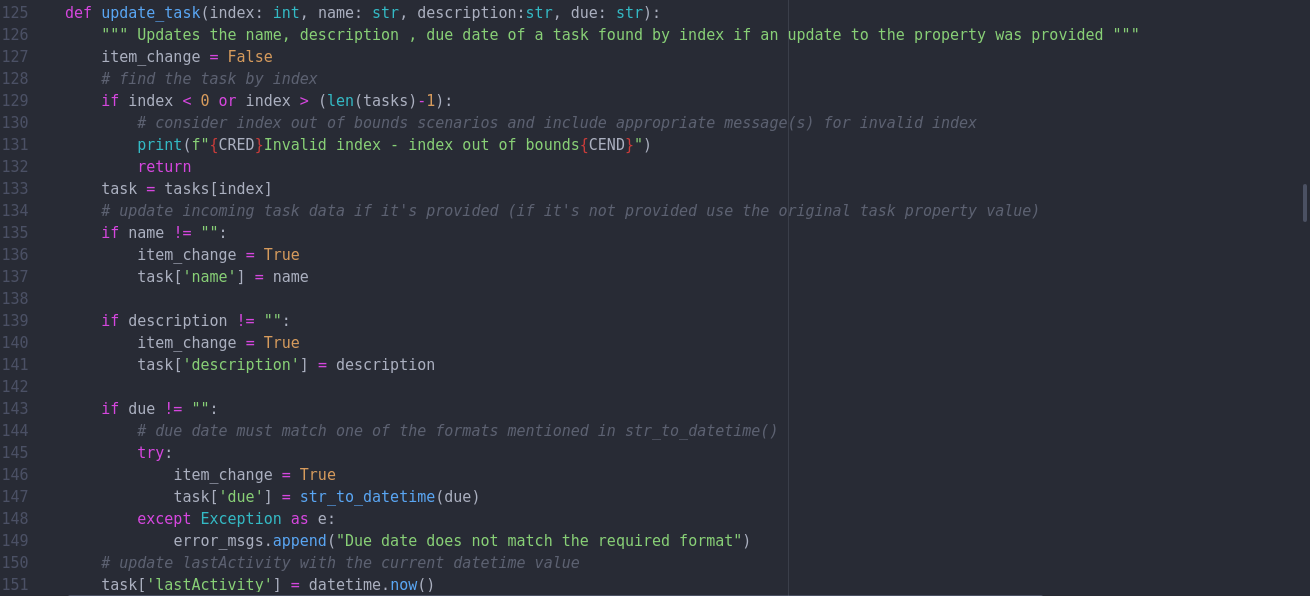 125 def update_task(index: int, name: str, description:str, due: str):
126 """ Updates the name, description , due date of a task found by index if an update to the property was provided """
127 item_change = False
128 # find the task by index
129 if index < 0 or index > (len(tasks)-1):
130 # consider index out of bounds scenarios and include appropriate message(s) for invalid index
131 print(f"{CRED}Invalid index - index out of bounds{CEND}")
132 return
133 task = tasks[index]
134 # update incoming task data if it's provided (if it's not provided use the original task property value)
135 if name != "":
136 item_change = True
137 task['name'] = name
138
139 if description != "":
140 item_change = True
141 task['description'] = description
142
143 if due != "":
144 # due date must match one of the formats mentioned in str_to_datetime()
145 try:
146 item_change = True
147 task['due'] = str_to_datetime(due)
148 except Exception as e:
149 error_msgs.append("Due date does not match the required format")
150 # update lastActivity with the current datetime value
151 task['lastActivity'] = datetime.now()